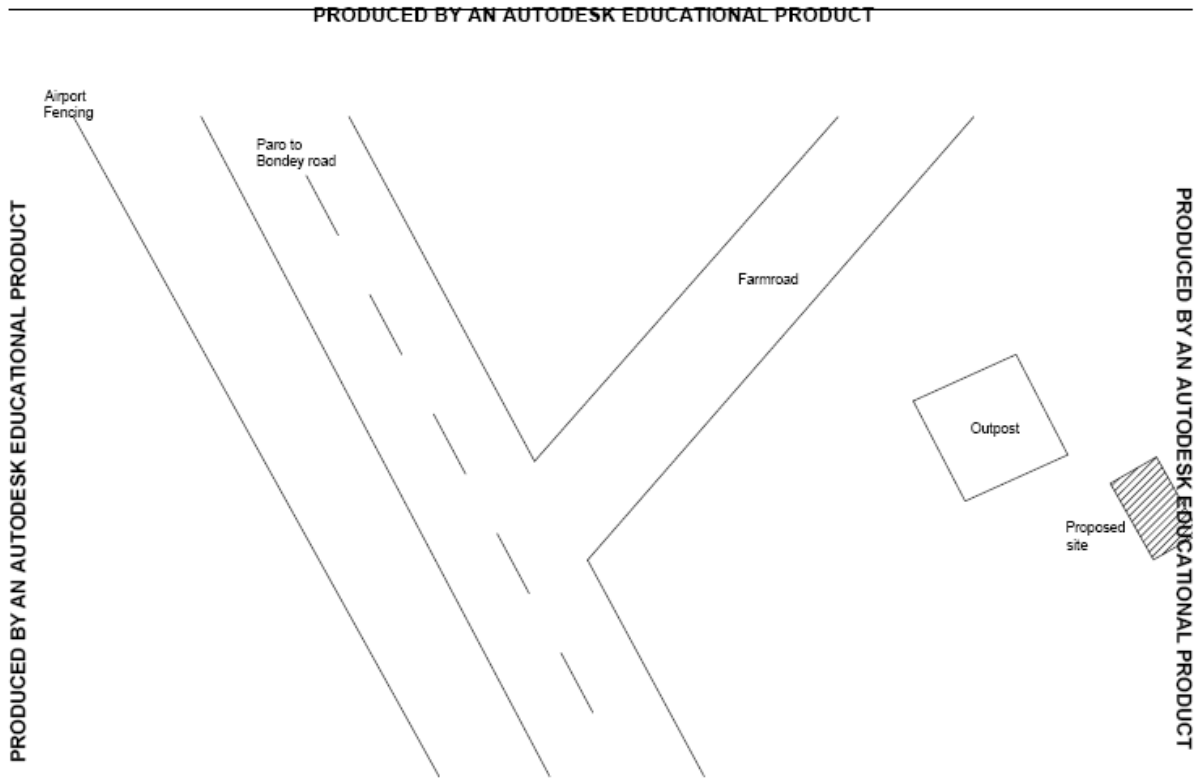 PRODUCED BY AN AUTODESK EDUCATIONAL PRODUCT
Airport
Fencing
Paro to
Bondey road
Farmroad
Outpost
Proposed
site
PRODUCED BY AN AUTODESK EDUCATIONAL PRODUCT
PRODUCED BY AN AUTODESK EDUCATIONAL PRODUCT